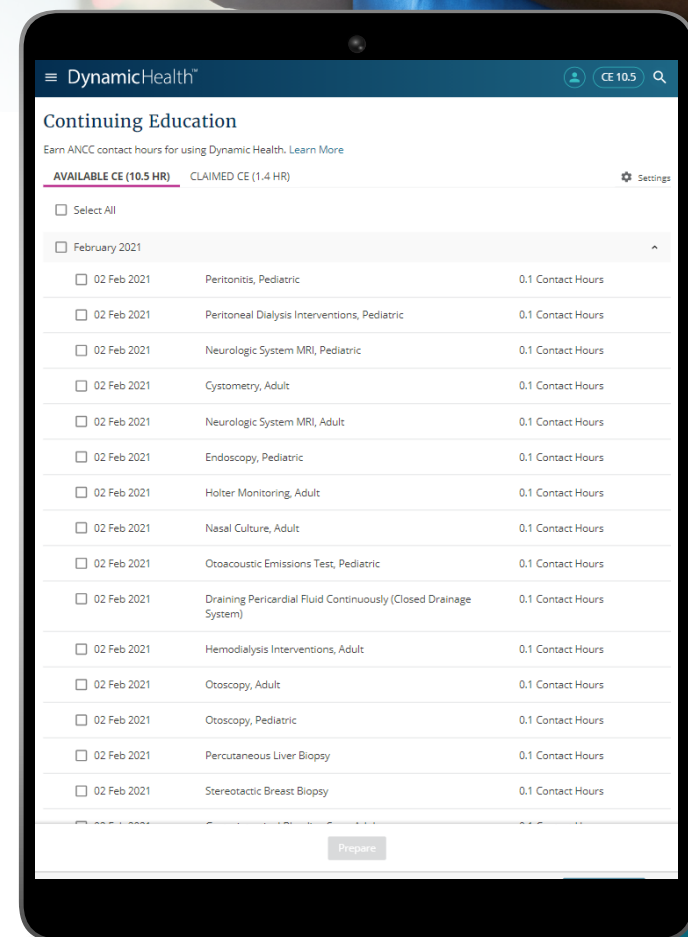 DynamicHealth™
CE 10.5
Continuing Education
Earn ANCC contact hours for using Dynamic Health. Learn More
AVAILABLE CE (10.5 HR) CLAIMED CE (1.4 HR) Settings
Select All
February 2021
02 Feb 2021 Peritonitis, Pediatric 0.1 Contact Hours
02 Feb 2021 Peritoneal Dialysis Interventions, Pediatric 0.1 Contact Hours
02 Feb 2021 Neurologic System MRI, Pediatric 0.1 Contact Hours
02 Feb 2021 Cystometry, Adult 0.1 Contact Hours
02 Feb 2021 Neurologic System MRI, Adult 0.1 Contact Hours
02 Feb 2021 Endoscopy, Pediatric 0.1 Contact Hours
02 Feb 2021 Holter Monitoring, Adult 0.1 Contact Hours
02 Feb 2021 Nasal Culture, Adult 0.1 Contact Hours
02 Feb 2021 Otoacoustic Emissions Test, Pediatric 0.1 Contact Hours
02 Feb 2021 Draining Pericardial Fluid Continuously (Closed Drainage 0.1 Contact Hours
System)
02 Feb 2021 Hemodialysis Interventions, Adult 0.1 Contact Hours
02 Feb 2021 Otoscopy, Adult 0.1 Contact Hours
02 Feb 2021 Otoscopy, Pediatric 0.1 Contact Hours
02 Feb 2021 Percutaneous Liver Biopsy 0.1 Contact Hours
02 Feb 2021 Stereotactic Breast Biopsy 0.1 Contact Hours
Prepare